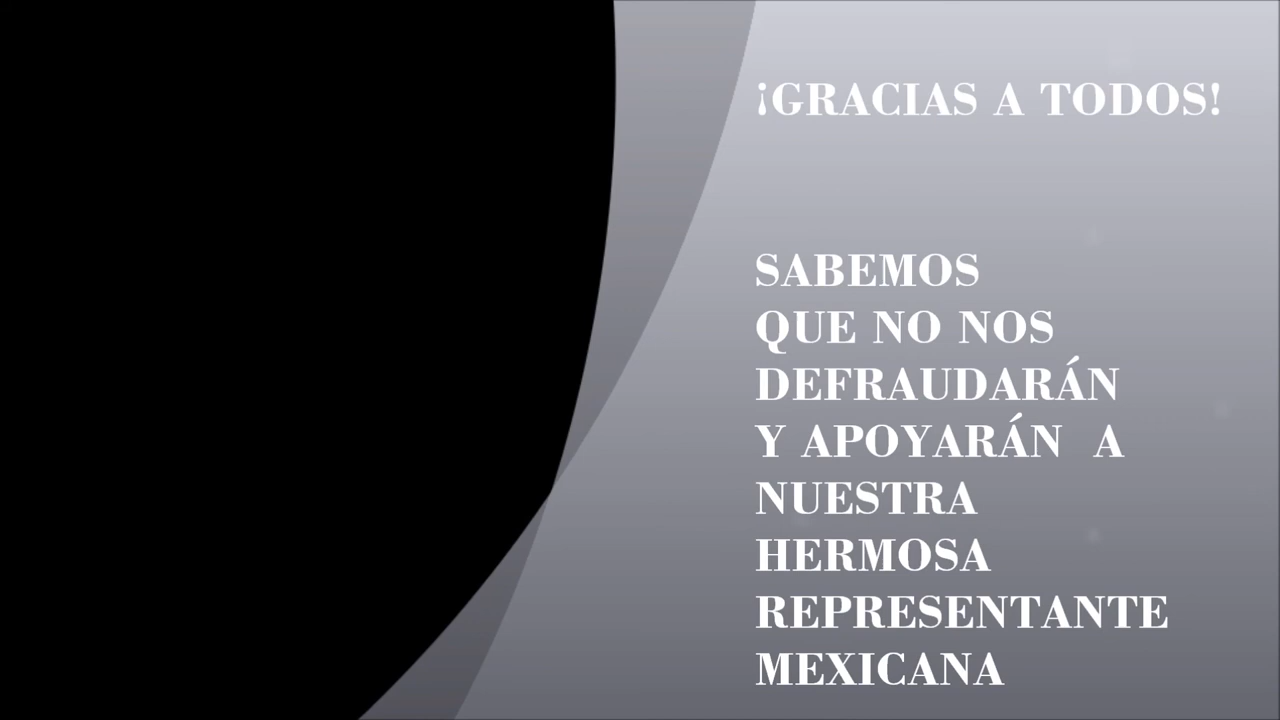 ¡GRACIAS A TODOS!
SABEMOS
QUE NO NOS
DEFRAUDARÁN
Y APOYARÁN A
NUESTRA
HERMOSA
REPRESENTANTE
MEXICANA